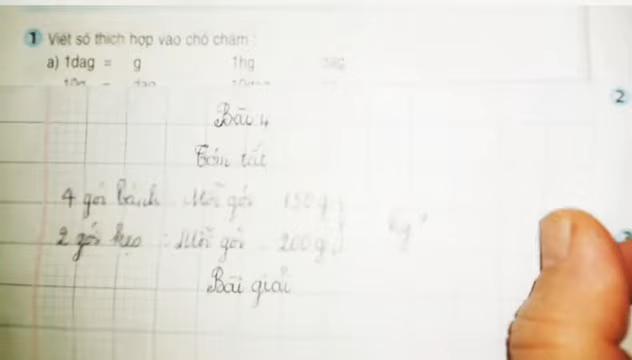 1 Viết số thích hợp vào chỗ chấm :
a) 1dag = g 1hg
2
Bài 4
Tóm tắt
4 gói bánh : Mỗi gói 150g
2 gói kẹo : Mỗi gói 200g kg?
Bài giải